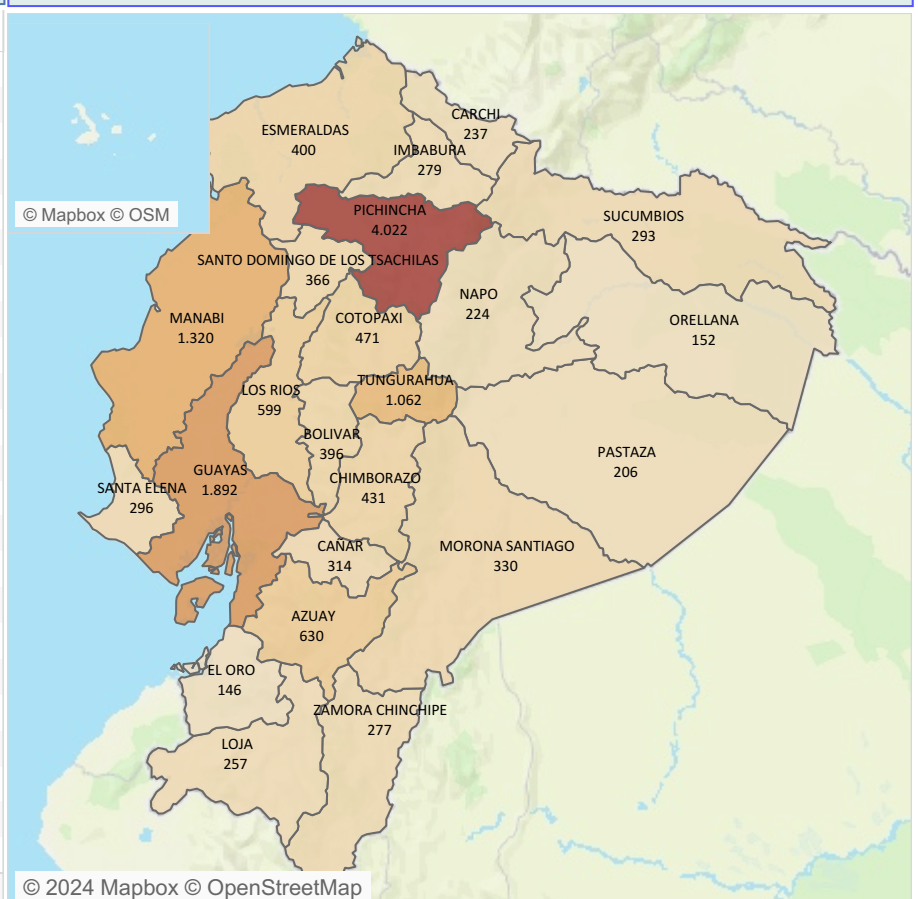 CARCHI
237
ESMERALDAS
400
IMBABURA
279
© Mapbox © OSM
PICHINCHA
4.022
SUCUMBIOS
293
SANTO DOMINGO DE LOS TSACHILAS
366
NAPO
224
MANABI
1.320
COTOPAXI
471
ORELLANA
152
TUNGURAHUA
1.062
LOS RIOS
599
BOLIVAR
396
PASTAZA
206
GUAYAS
1.892
CHIMBORAZO
431
SANTA ELENA
296
CAÑAR
314
MORONA SANTIAGO
330
AZUAY
630
EL ORO
146
ZAMORA CHINCHIPE
277
LOJA
257
© 2024 Mapbox © OpenStreetMap